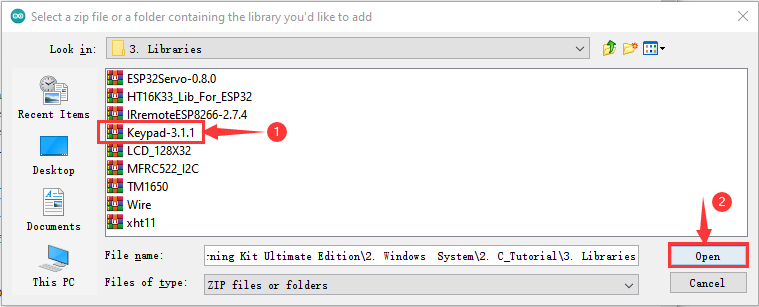 Select a zip file or a folder containing the library you'd like to add
Look in:
3. Libraries
Recent Items
Desktop
Documents
This PC
ESP32Servo-0.8.0
HT16K33_Lib_For_ESP32
IRremoteESP8266-2.7.4
Keypad-3.1.1
1
LCD_128X32
MFRC522_I2C
TM1650
Wire
xht11
2
File name:
ning Kit Ultimate Edition\2. Windows System\2. C_Tutorial\3. Libraries
Open
Files of type:
ZIP files or folders
Cancel